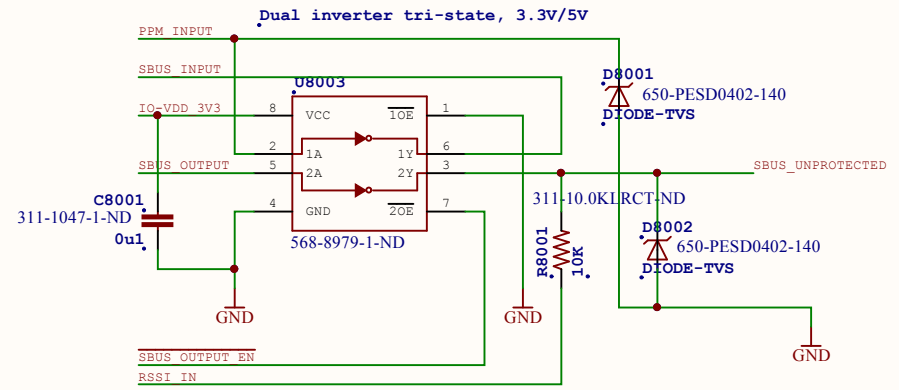 Dual inverter tri-state, 3.3V/5V
PPM_INPUT
SBUS_INPUT
U8003
D8001
650-PESD0402-140
DIODE-TVS
IO-VDD_3V3
8
VCC
1OE
1
2
1A
1Y
6
SBUS_OUTPUT
5
2A
2Y
3
SBUS_UNPROTECTED
C8001
311-1047-1-ND
0u1
4
GND
2OE
7
568-8979-1-ND
311-10.0KLRCT-ND
R8001
10K
D8002
650-PESD0402-140
DIODE-TVS
GND
GND
GND
SBUS_OUTPUT_EN
RSSI_IN